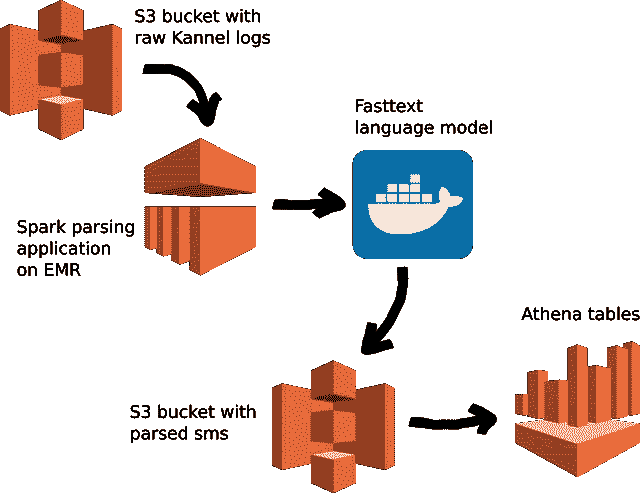 S3 bucket with
raw Kannel logs
Fasttext
language model
Spark parsing
application
on EMR
Athena tables
S3 bucket with
parsed sms